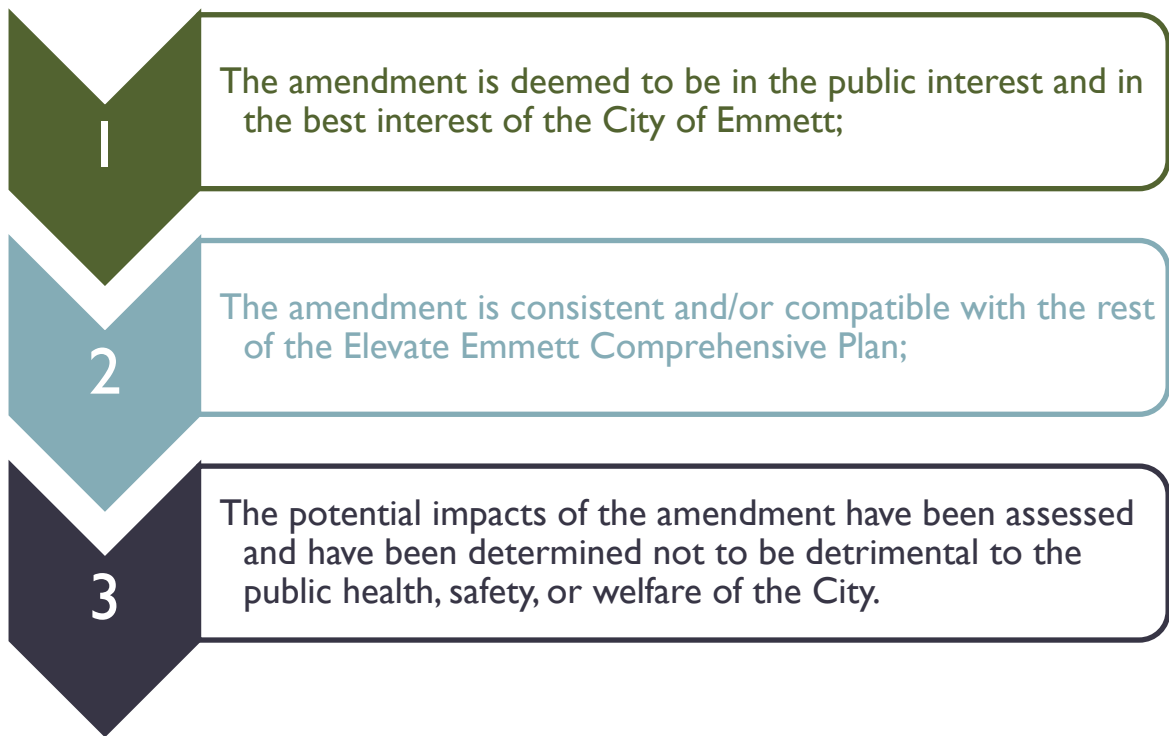 1
The amendment is deemed to be in the public interest and in
the best interest of the City of Emmett;
2
The amendment is consistent and/or compatible with the rest
of the Elevate Emmett Comprehensive Plan;
3
The potential impacts of the amendment have been assessed
and have been determined not to be detrimental to the
public health, safety, or welfare of the City.